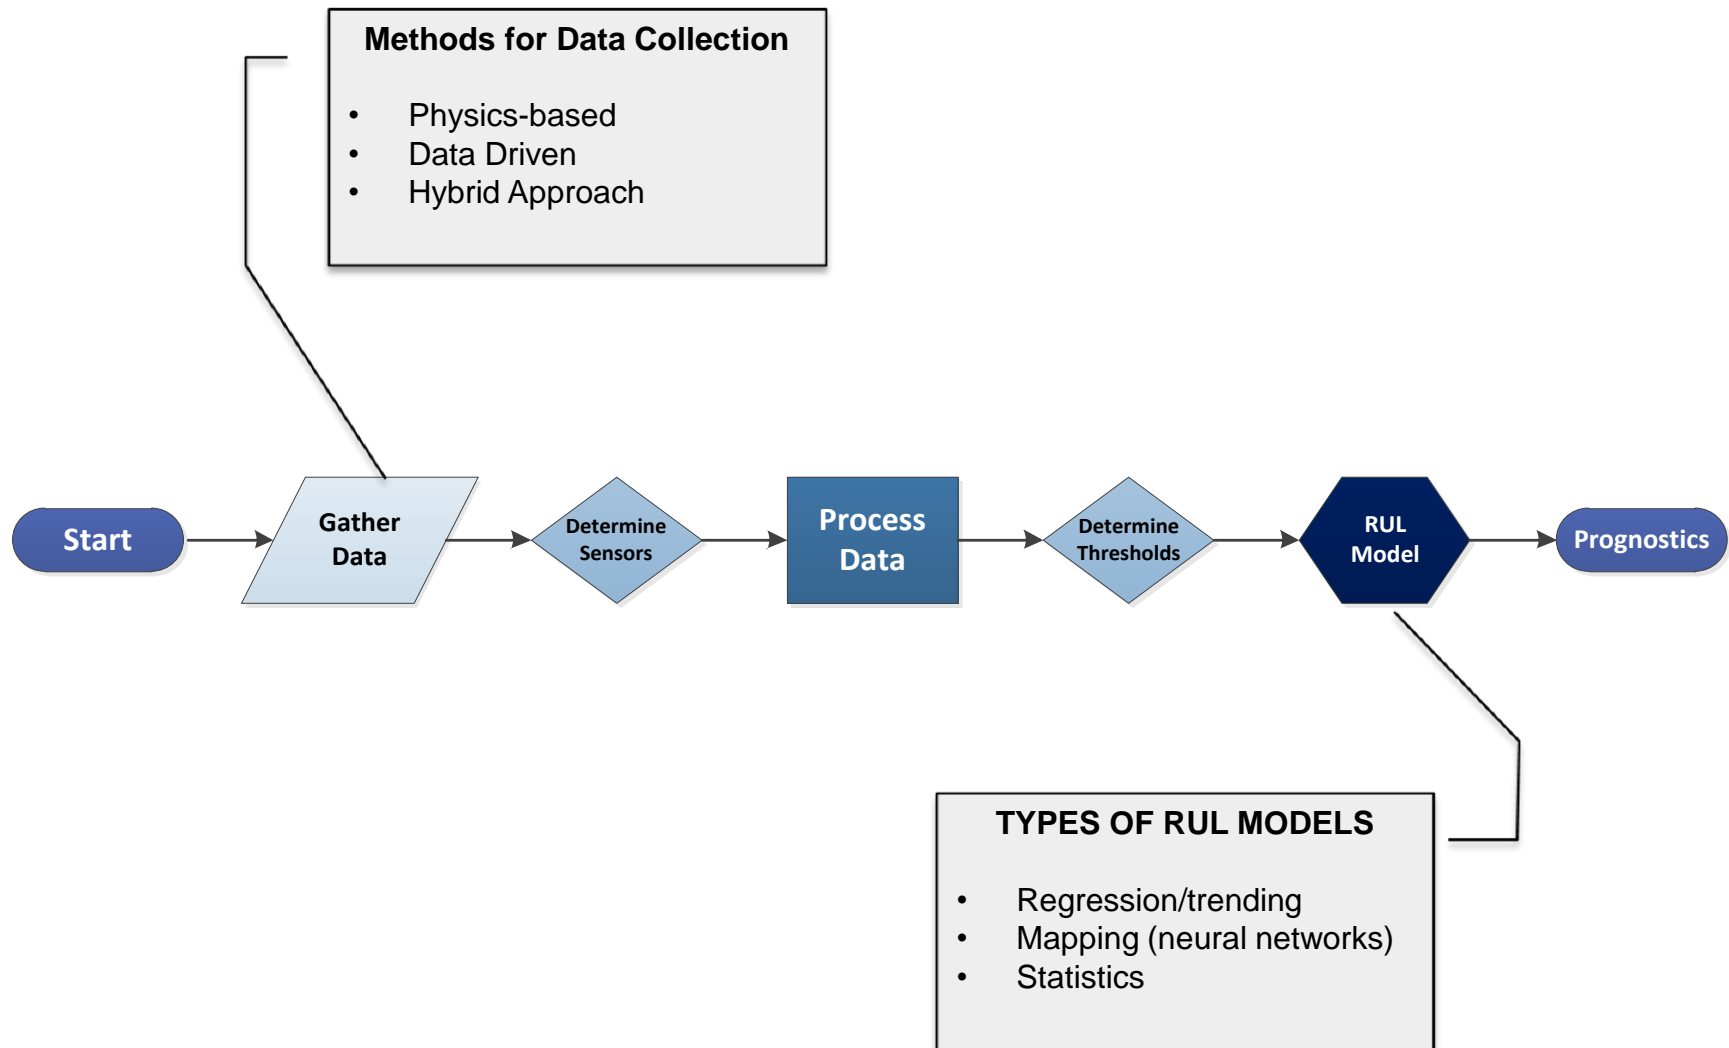 Methods for Data Collection
• Physics-based
• Data Driven
• Hybrid Approach
Start
Gather
Data
Determine
Sensors
Process
Data
Determine
Thresholds
RUL
Model
Prognostics
TYPES OF RUL MODELS
• Regression/trending
• Mapping (neural networks)
• Statistics